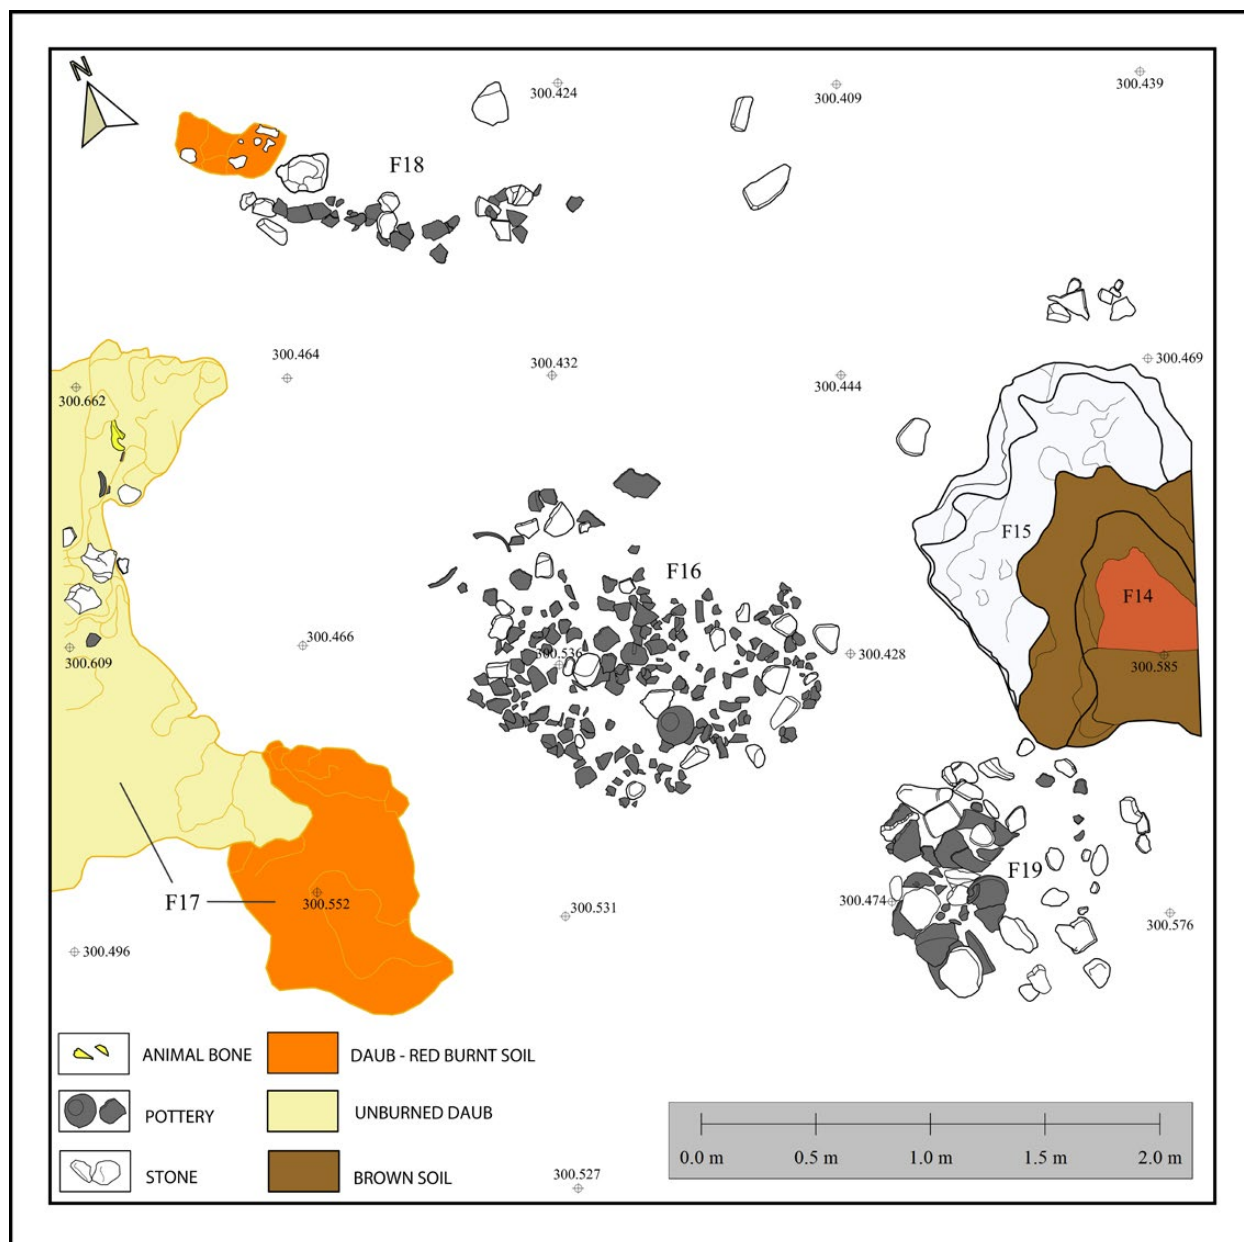 N
300.424
300.409
300.439
F18
300.464
300.432
300.444
300.469
300.662
F15
F16
F14
300.466
300.536
300.428
300.609
300.585
F19
F17
300.552
300.531
300.474
300.576
300.496
ANIMAL BONE
DAUB - RED BURNT SOIL
POTTERY
UNBURNED DAUB
STONE
BROWN SOIL
0.0 m 0.5 m 1.0 m 1.5 m 2.0 m
300.527